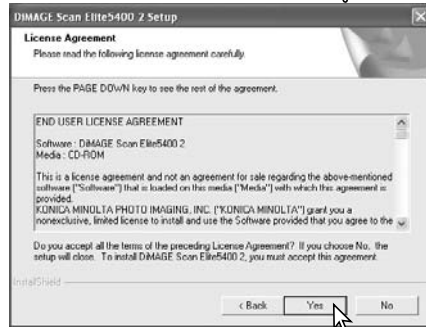 DiMAGE Scan Elite5400 2 Setup
License Agreement
Please read the following license agreement carefully.
Press the PAGE DOWN key to see the rest of the agreement.
END USER LICENSE AGREEMENT
Software : DiMAGE Scan Elite5400 2
Media : CD-ROM
This is a license agreement and not an agreement for sale regarding the above-mentioned
software ["Software"] that is loaded on this media ["Media"] with which this agreement is
provided.
KONICA MINOLTA PHOTO IMAGING, INC. ("KONICA MINOLTA") grant you a
nonexclusive, limited license to install and use the Software provided that you agree to the
Do you accept all the terms of the preceding License Agreement? If you choose No, the
setup will close. To install DiMAGE Scan Elite5400 2, you must accept this agreement.
InstallShield
< Back Yes No